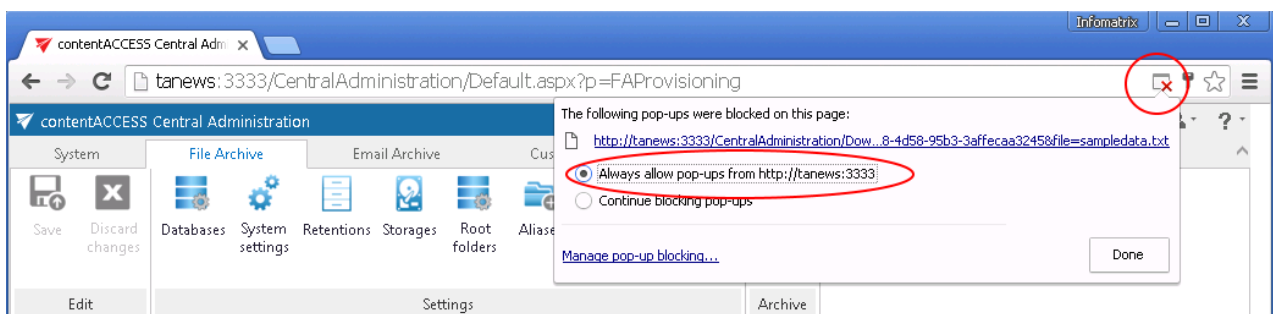 Infomatrix
contentACCESS Central Adm
tanews:3333/CentralAdministration/Default.aspx?p=FAProvisioning
contentACCESS Central Administration
?
The following pop-ups were blocked on this page:
http://tanews:3333/CentralAdministration/Dow...8-4d58-95b3-3affecaa3245&file=sampledata.txt
Always allow pop-ups from http://tanews:3333
Continue blocking pop-ups
Manage pop-up blocking...
Done
System
File Archive
Email Archive
Cus
Save
Discard
changes
Databases
System
settings
Retentions
Storages
Root
folders
Aliase
Edit
Settings
Archive